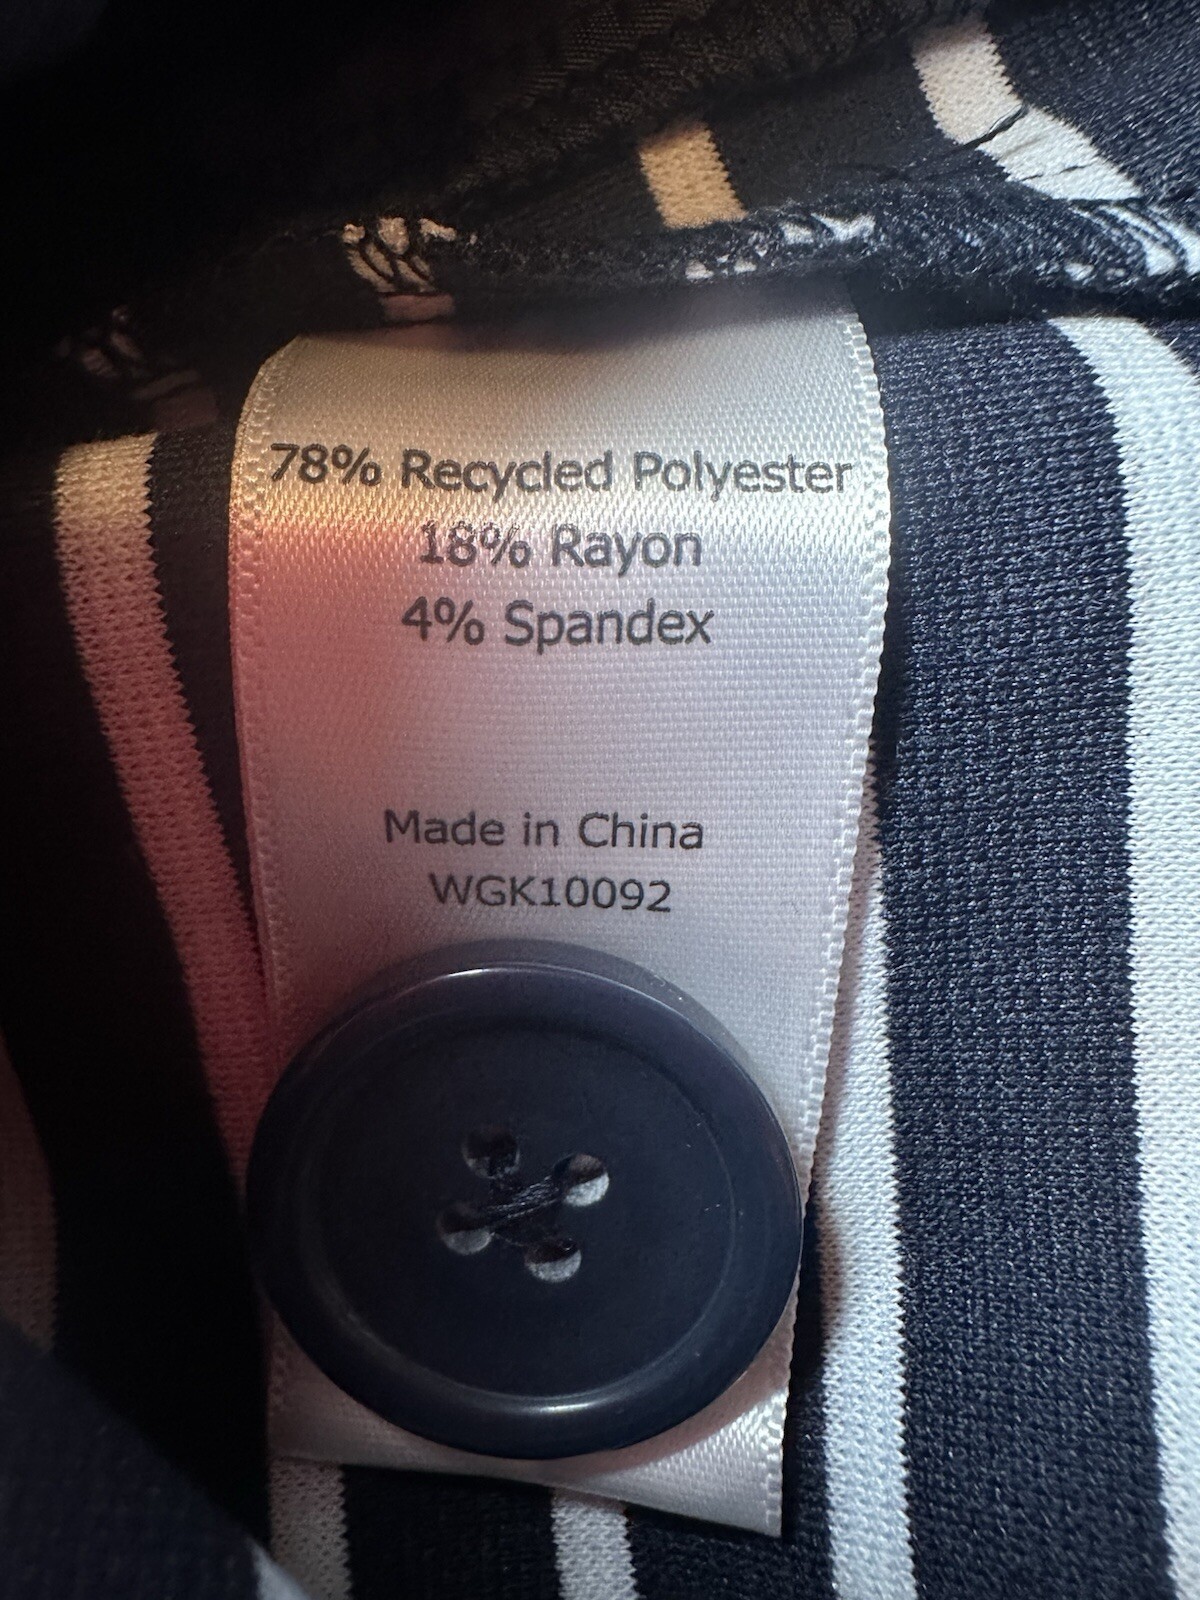 78% Recycled Polyester
18% Rayon
4% Spandex
Made in China
WGK10092